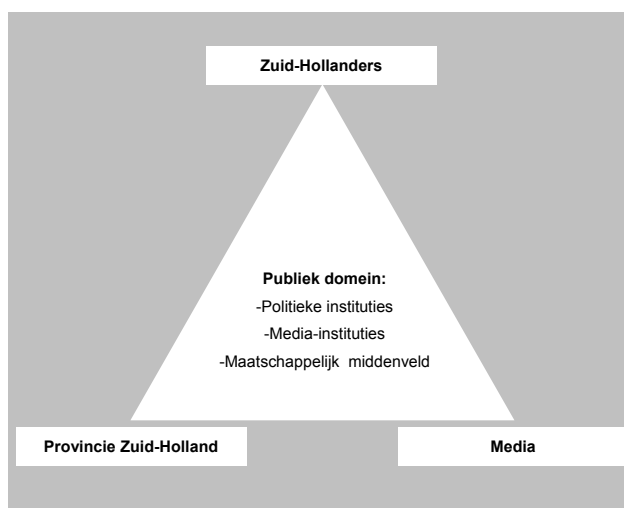 Zuid-Hollanders
Publiek domein:
-Politieke instituties
-Media-instituties
-Maatschappelijk middenveld
Provincie Zuid-Holland
Media